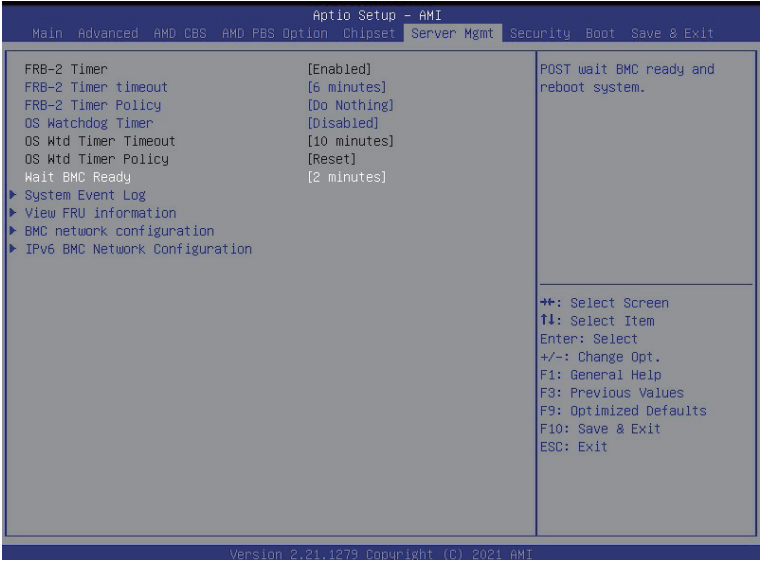 Aptio Setup - AMI
Main Advanced AMD CBS AMD PBS Option Chipset Server Mgmt Security Boot Save & Exit
FRB-2 Timer [Enabled]
FRB-2 Timer timeout [6 minutes]
FRB-2 Timer Policy [Do Nothing]
OS Watchdog Timer [Disabled]
OS Wtd Timer Timeout [10 minutes]
OS Wtd Timer Policy [Reset]
Wait BMC Ready [2 minutes]
System Event Log
View FRU information
BMC network configuration
IPv6 BMC Network Configuration
POST wait BMC ready and
reboot system.
→←: Select Screen
↑↓: Select Item
Enter: Select
+/-: Change Opt.
F1: General Help
F3: Previous Values
F9: Optimized Defaults
F10: Save & Exit
ESC: Exit
Version 2.21.1279 Copyright (C) 2021 AMI